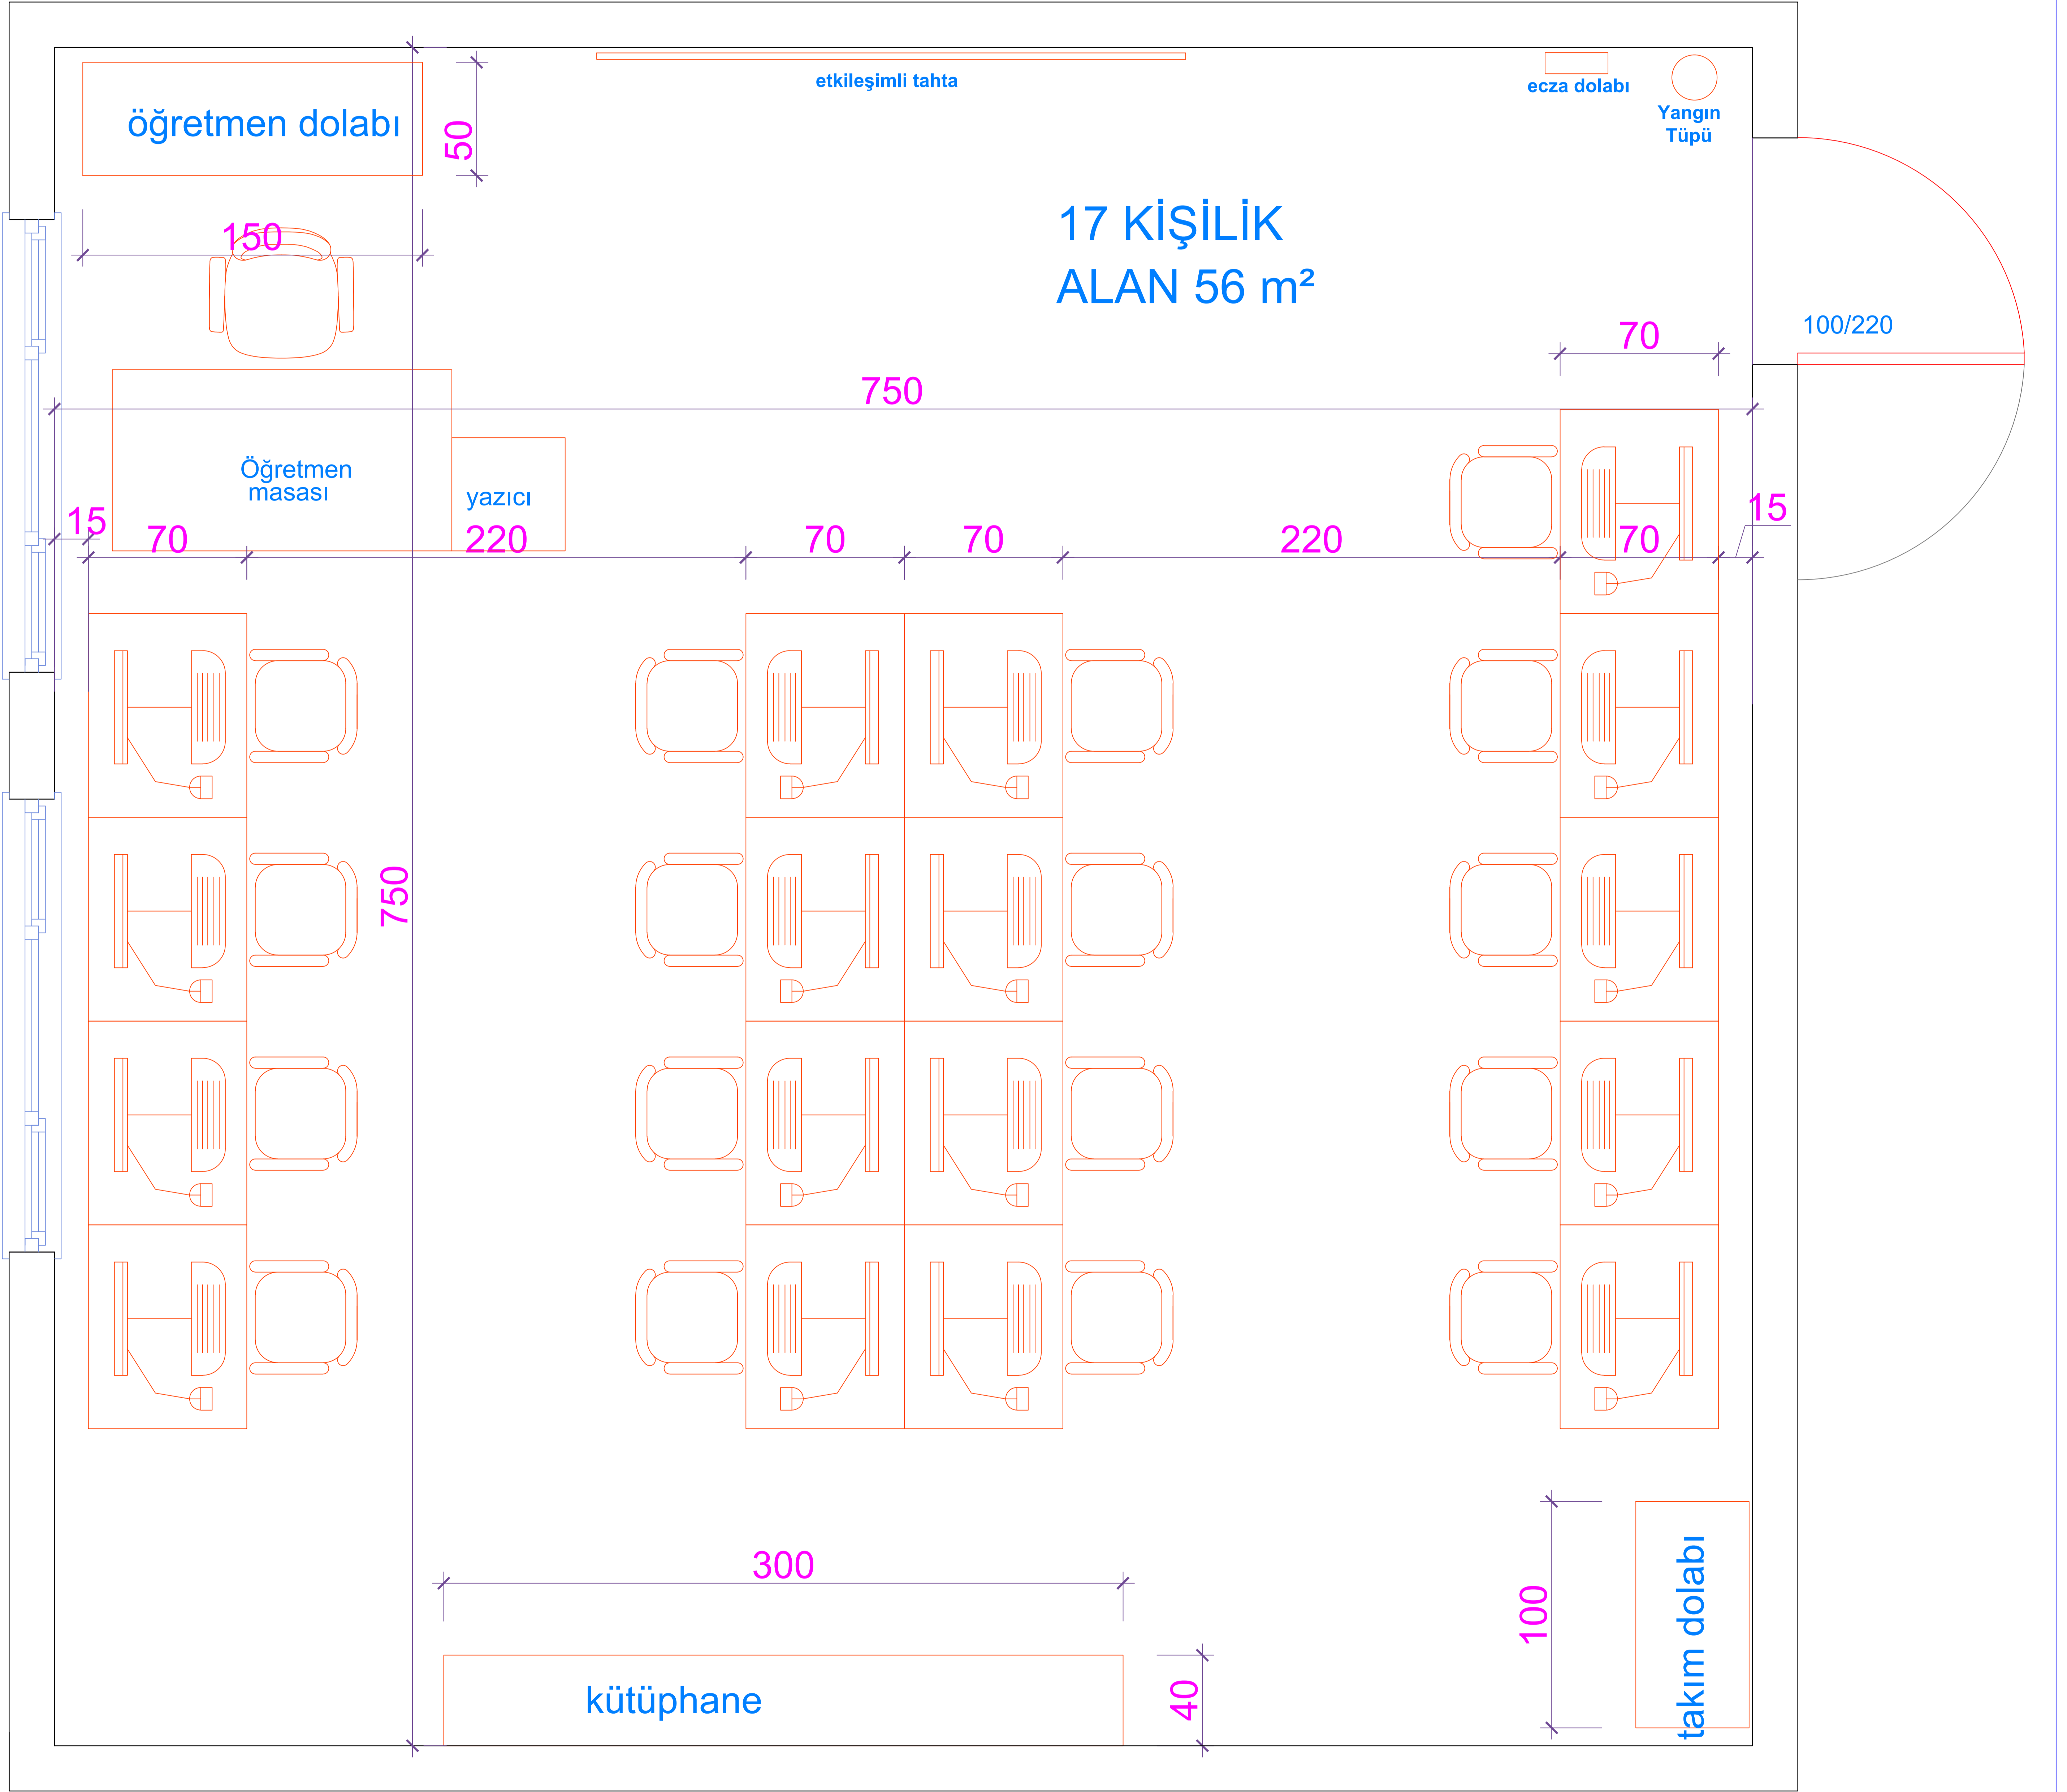 etkileşimli tahta
ecza dolabı
öğretmen dolabı
Yangın
Tüpü
50
17 KİŞİLİK
150
ALAN 56 m²
100/220
70
750
Öğretmen
masası
yazıcı
15
15
70
220
70
70
220
70
750
300
100
takım dolabı
kütüphane
40